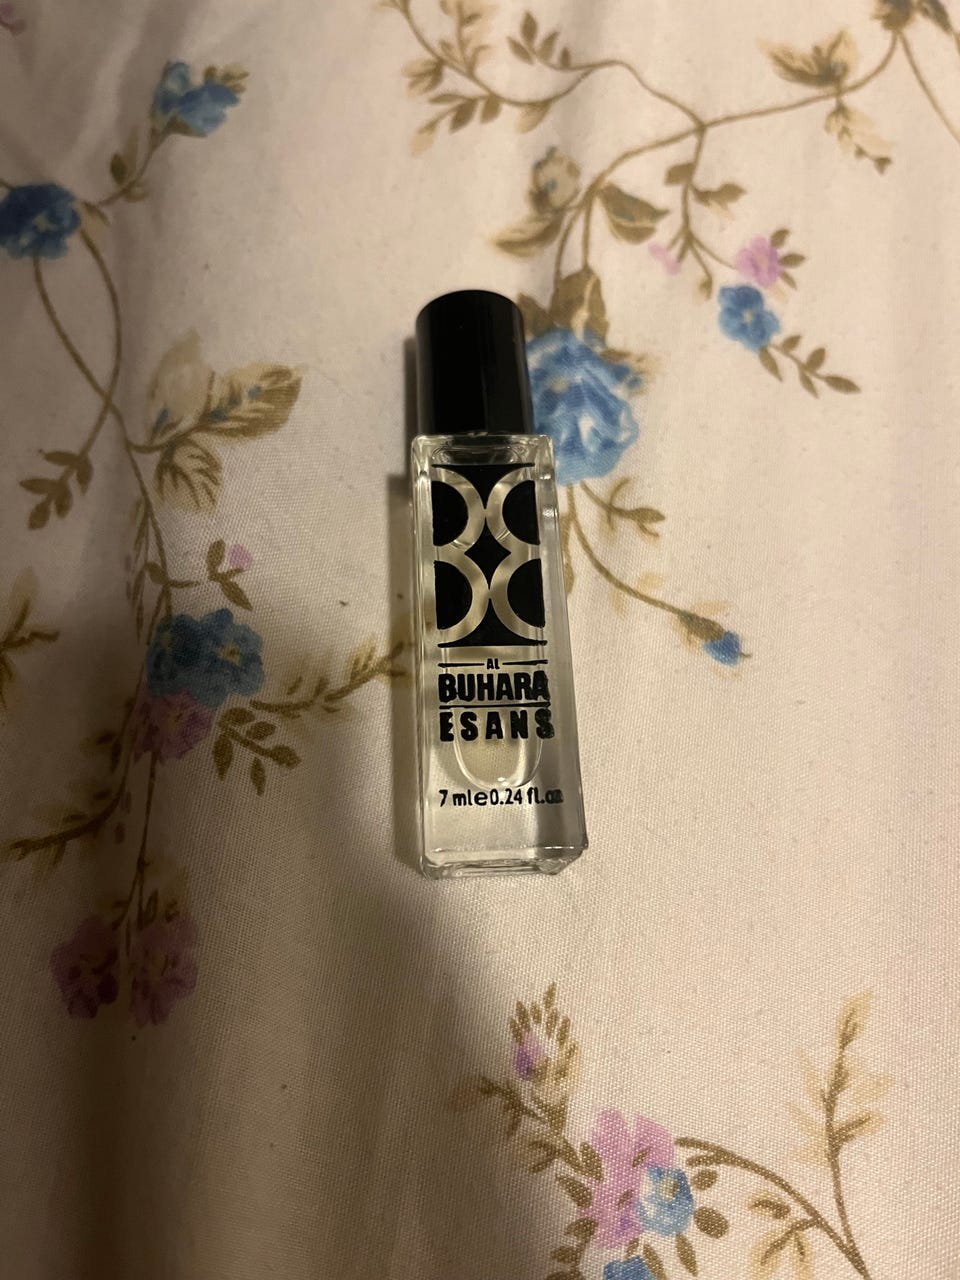 AL
BUHARA
ESANS
7 ml e 0.24 fl.oz